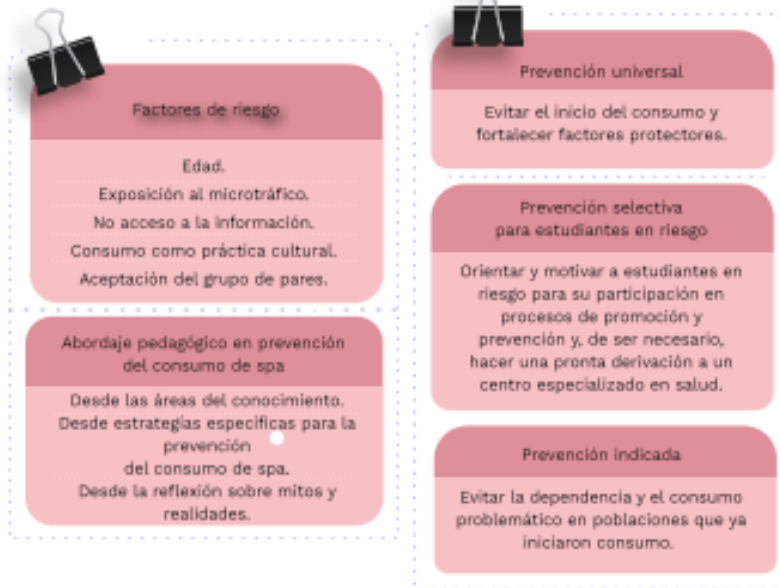 Factores de riesgo
Edad.
Exposición al microtráfico.
No acceso a la información.
Consumo como práctica cultural.
Aceptación del grupo de pares.
Abordaje pedagógico en prevención
del consumo de spa
Desde las áreas del conocimiento.
Desde estrategias específicas para la
prevención
del consumo de spa.
Desde la reflexión sobre mitos y
realidades.
Prevención universal
Evitar el inicio del consumo y
fortalecer factores protectores.
Prevención selectiva
para estudiantes en riesgo
Orientar y motivar a estudiantes en
riesgo para su participación en
procesos de promoción y
prevención y, de ser necesario,
hacer una pronta derivación a un
centro especializado en salud.
Prevención indicada
Evitar la dependencia y el consumo
problemático en poblaciones que ya
iniciaron consumo.